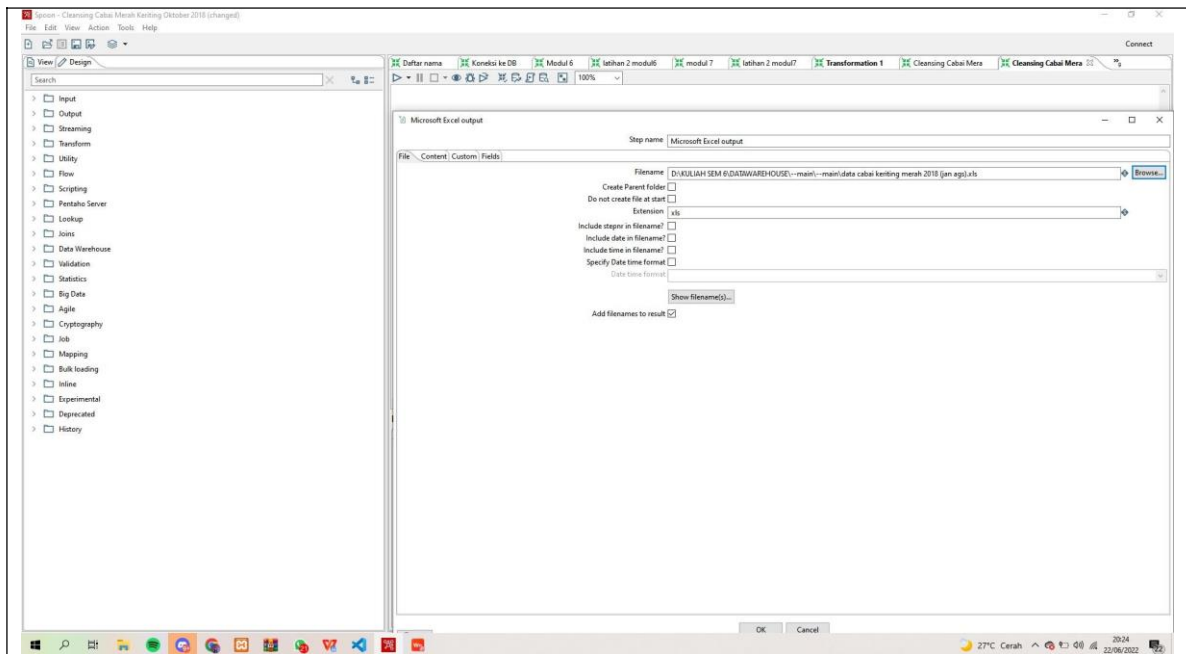 Spoon - Cleansing Cabai Merah Keriting Oktober 2018 (changed)
File Edit View Action Tools Help
Connect
View Design
Search
Input
Output
Streaming
Transform
Utility
Flow
Scripting
Pentaho Server
Lookup
Joins
Data Warehouse
Validation
Statistics
Big Data
Agile
Cryptography
Job
Mapping
Bulk loading
Inline
Experimental
Deprecated
History
Daftar nama Koneksi ke DB Modul 6 latihan 2 modul6 modul 7 latihan 2 modul7 Transformation 1 Cleansing Cabai Mera Cleansing Cabai Mera
100%
Microsoft Excel output
Step name Microsoft Excel output
File Content Custom Fields
Filename D:\KULIAH SEM 6\DATAWAREHOUSE\--main\--main\data cabai keriting merah 2018 (jan ags).xls Browse...
Create Parent folder
Do not create file at start
Extension xls
Include stepnr in filename?
Include date in filename?
Include time in filename?
Specify Date time format
Date time format
Show filename(s)...
Add filenames to result
OK Cancel
27°C Cerah 20:24
22/06/2022